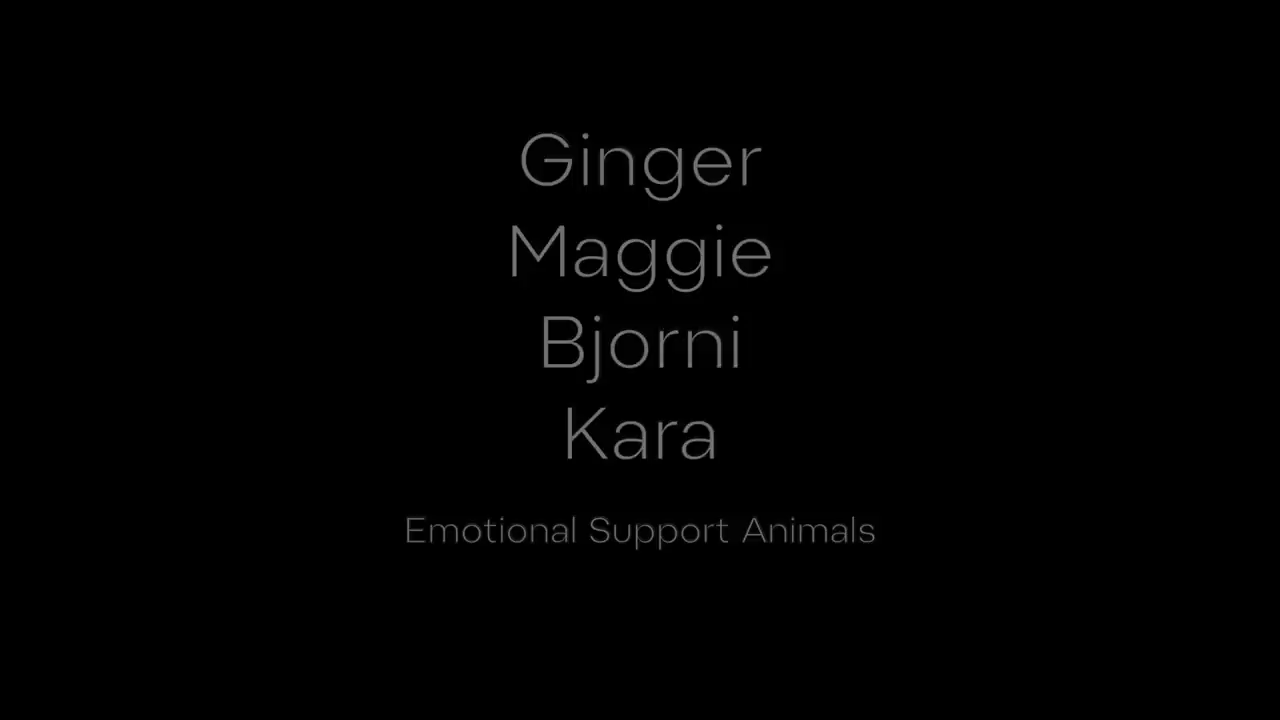 Ginger
Maggie
Bjorni
Kara
Emotional Support Animals